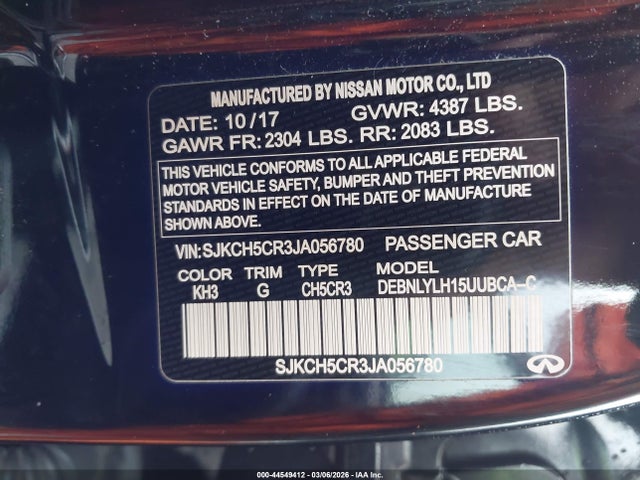 MANUFACTURED BY NISSAN MOTOR CO., LTD
DATE: 10/17 GVWR: 4387 LBS.
GAWR FR: 2304 LBS. RR: 2083 LBS.
THIS VEHICLE CONFORMS TO ALL APPLICABLE FEDERAL
MOTOR VEHICLE SAFETY, BUMPER AND THEFT PREVENTION
STANDARDS IN EFFECT ON THE DATE OF MANUFACTURE
SHOWN ABOVE.
VIN:SJKCH5CR3JA056780 PASSENGER CAR
COLOR TRIM TYPE MODEL
KH3 G CH5CR3 DEBNLYLH15UUBCA-C
SJKCH5CR3JA056780
INFINITI
000-44549412 | 03/06/2026 - IAA Inc.